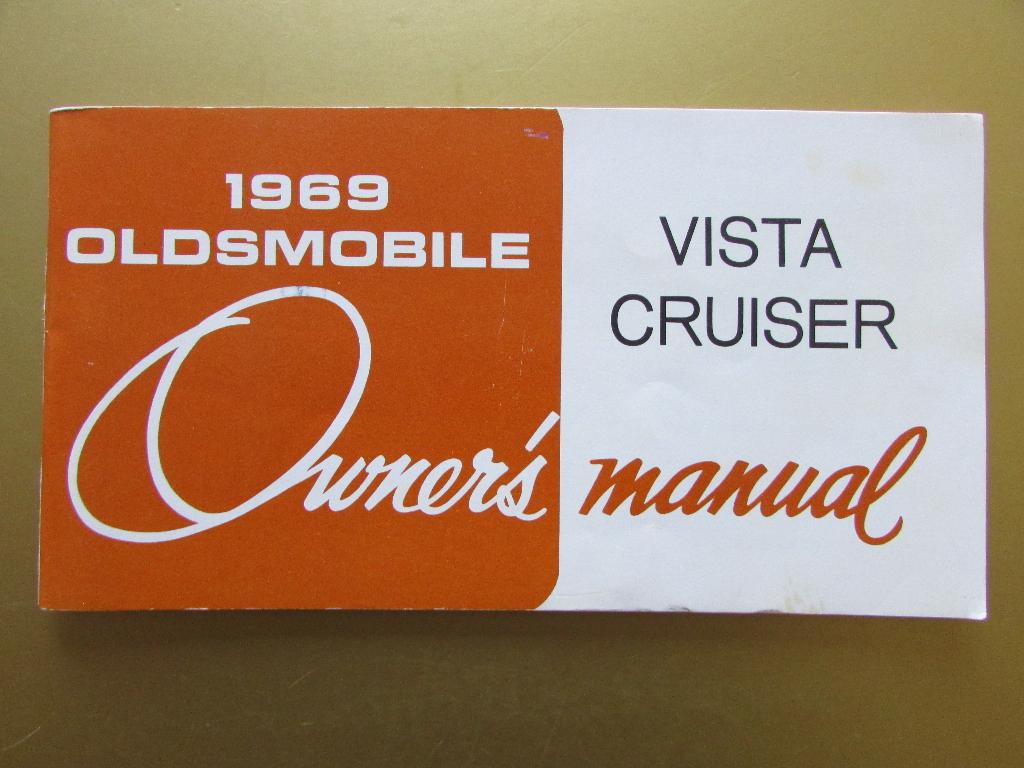 1969
OLDSMOBILE
Owner's manual
VISTA
CRUISER